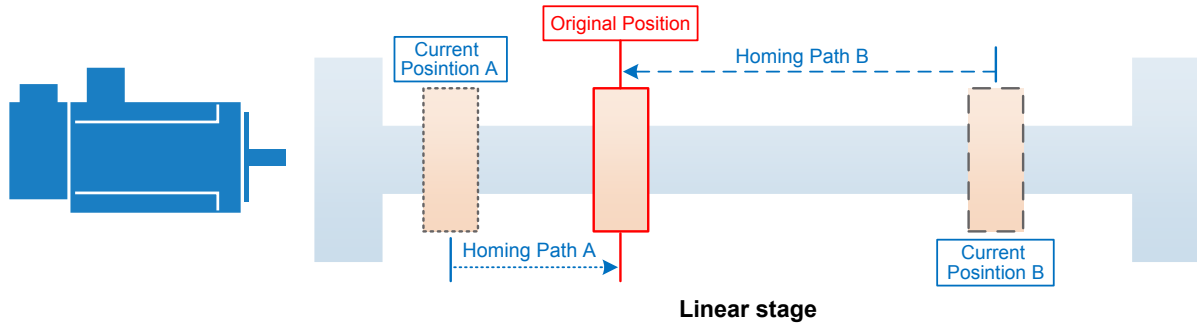 Original Position
Current
Posintion A
Homing Path B
Homing Path A
Current
Posintion B
Linear stage